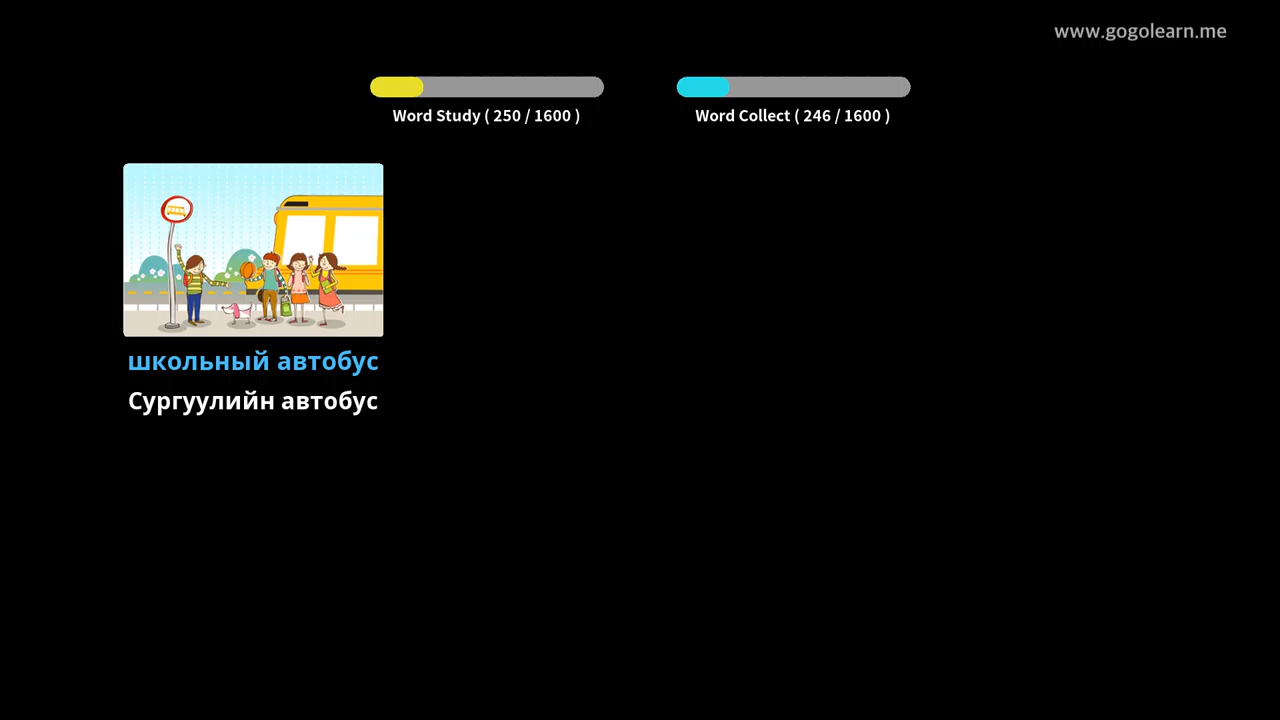 www.gogolearn.me
Word Study ( 250 / 1600 )
Word Collect ( 246 / 1600 )
школьный автобус
Сургуулийн автобус